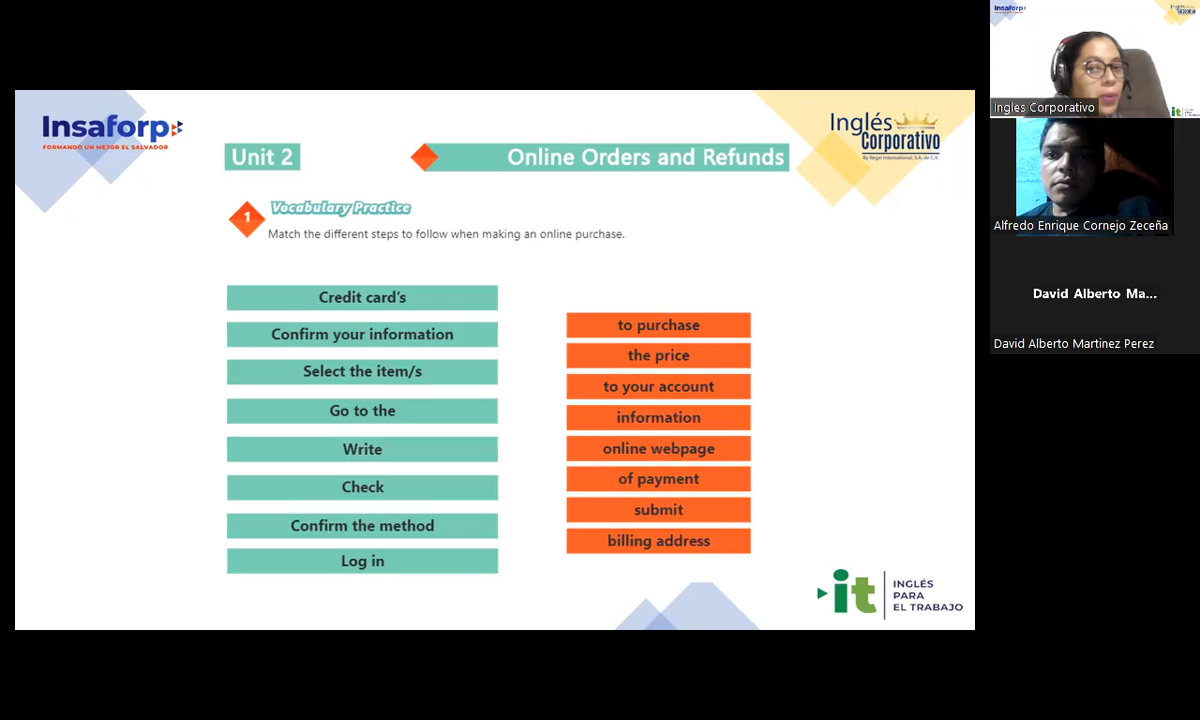 Insaforp
FORMANDO UN MEJOR EL SALVADOR
Unit 2
Online Orders and Refunds
Inglés
Corporativo
By Regal International, S.A. de C.V.
1
Vocabulary Practice
Match the different steps to follow when making an online purchase.
Credit card's
Confirm your information
Select the item/s
Go to the
Write
Check
Confirm the method
Log in
to purchase
the price
to your account
information
online webpage
of payment
submit
billing address
it
INGLÉS
PARA
EL TRABAJO
Insaforp
Ingles Corporativo
it
Alfredo Enrique Cornejo Zeceña
David Alberto Ma...
David Alberto Martinez Perez